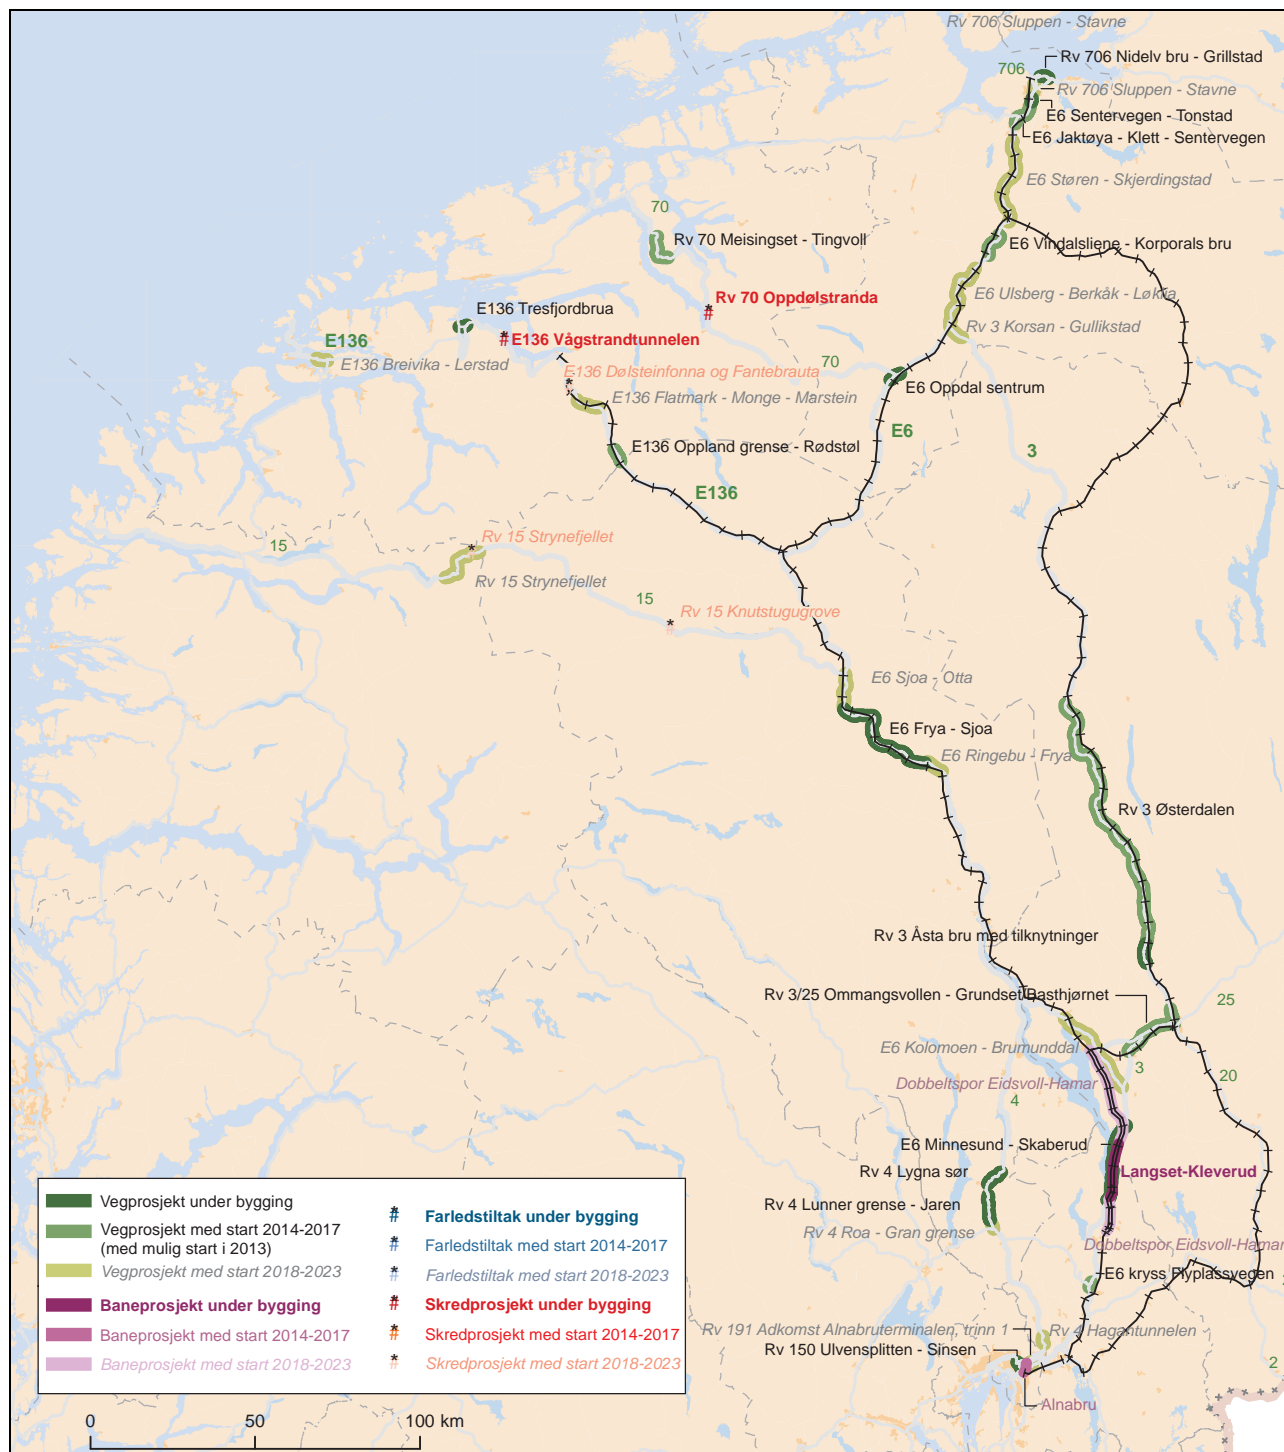 Rv 706 Sluppen - Stavne
Rv 706 Nidelv bru - Grillstad
706
Rv 706 Sluppen - Stavne
E6 Sentervegen - Tonstad
E6 Jaktøya - Klett - Sentervegen
E6 Støren - Skjerdingstad
70
Rv 70 Meisingset - Tingvoll
E6 Vindalsliene - Korporals bru
E6 Ulsberg - Berkåk - Løklia
Rv 70 Oppdølstranda
E136 Tresfjordbrua
Rv 3 Korsan - Gullikstad
E136
E136 Vågstrandtunnelen
E136 Breivika - Lerstad
E136 Dølsteinfonna og Fantebrauta
70
E6 Oppdal sentrum
E136 Flatmark - Monge - Marstein
E6
E136 Oppland grense - Rødstøl
3
E136
Rv 15 Strynefjellet
15
Rv 15 Strynefjellet
15
Rv 15 Knutstugugrove
E6 Sjoa - Otta
E6 Frya - Sjoa
E6 Ringebu - Frya
Rv 3 Østerdalen
Rv 3 Åsta bru med tilknytninger
Rv 3/25 Ommangsvollen - Grundset/Basthjørnet
25
E6 Kolomoen - Brumunddal
3
20
Dobbeltspor Eidsvoll-Hamar
4
E6 Minnesund - Skaberud
Rv 4 Lygna sør
Langset-Kleverud
Rv 4 Lunner grense - Jaren
Rv 4 Roa - Gran grense
Dobbeltspor Eidsvoll-Hamar
E6 kryss Flyplassvegen
Rv 191 Adkomst Alnabruterminalen, trinn 1
Rv 4 Hagantunnelen
Rv 150 Ulvensplitten - Sinsen
2
Alnabru
Vegprosjekt under bygging
Vegprosjekt med start 2014-2017
(med mulig start i 2013)
Vegprosjekt med start 2018-2023
Baneprosjekt under bygging
Baneprosjekt med start 2014-2017
Baneprosjekt med start 2018-2023
Farledstiltak under bygging
Farledstiltak med start 2014-2017
Farledstiltak med start 2018-2023
Skredprosjekt under bygging
Skredprosjekt med start 2014-2017
Skredprosjekt med start 2018-2023
0 50 100 km